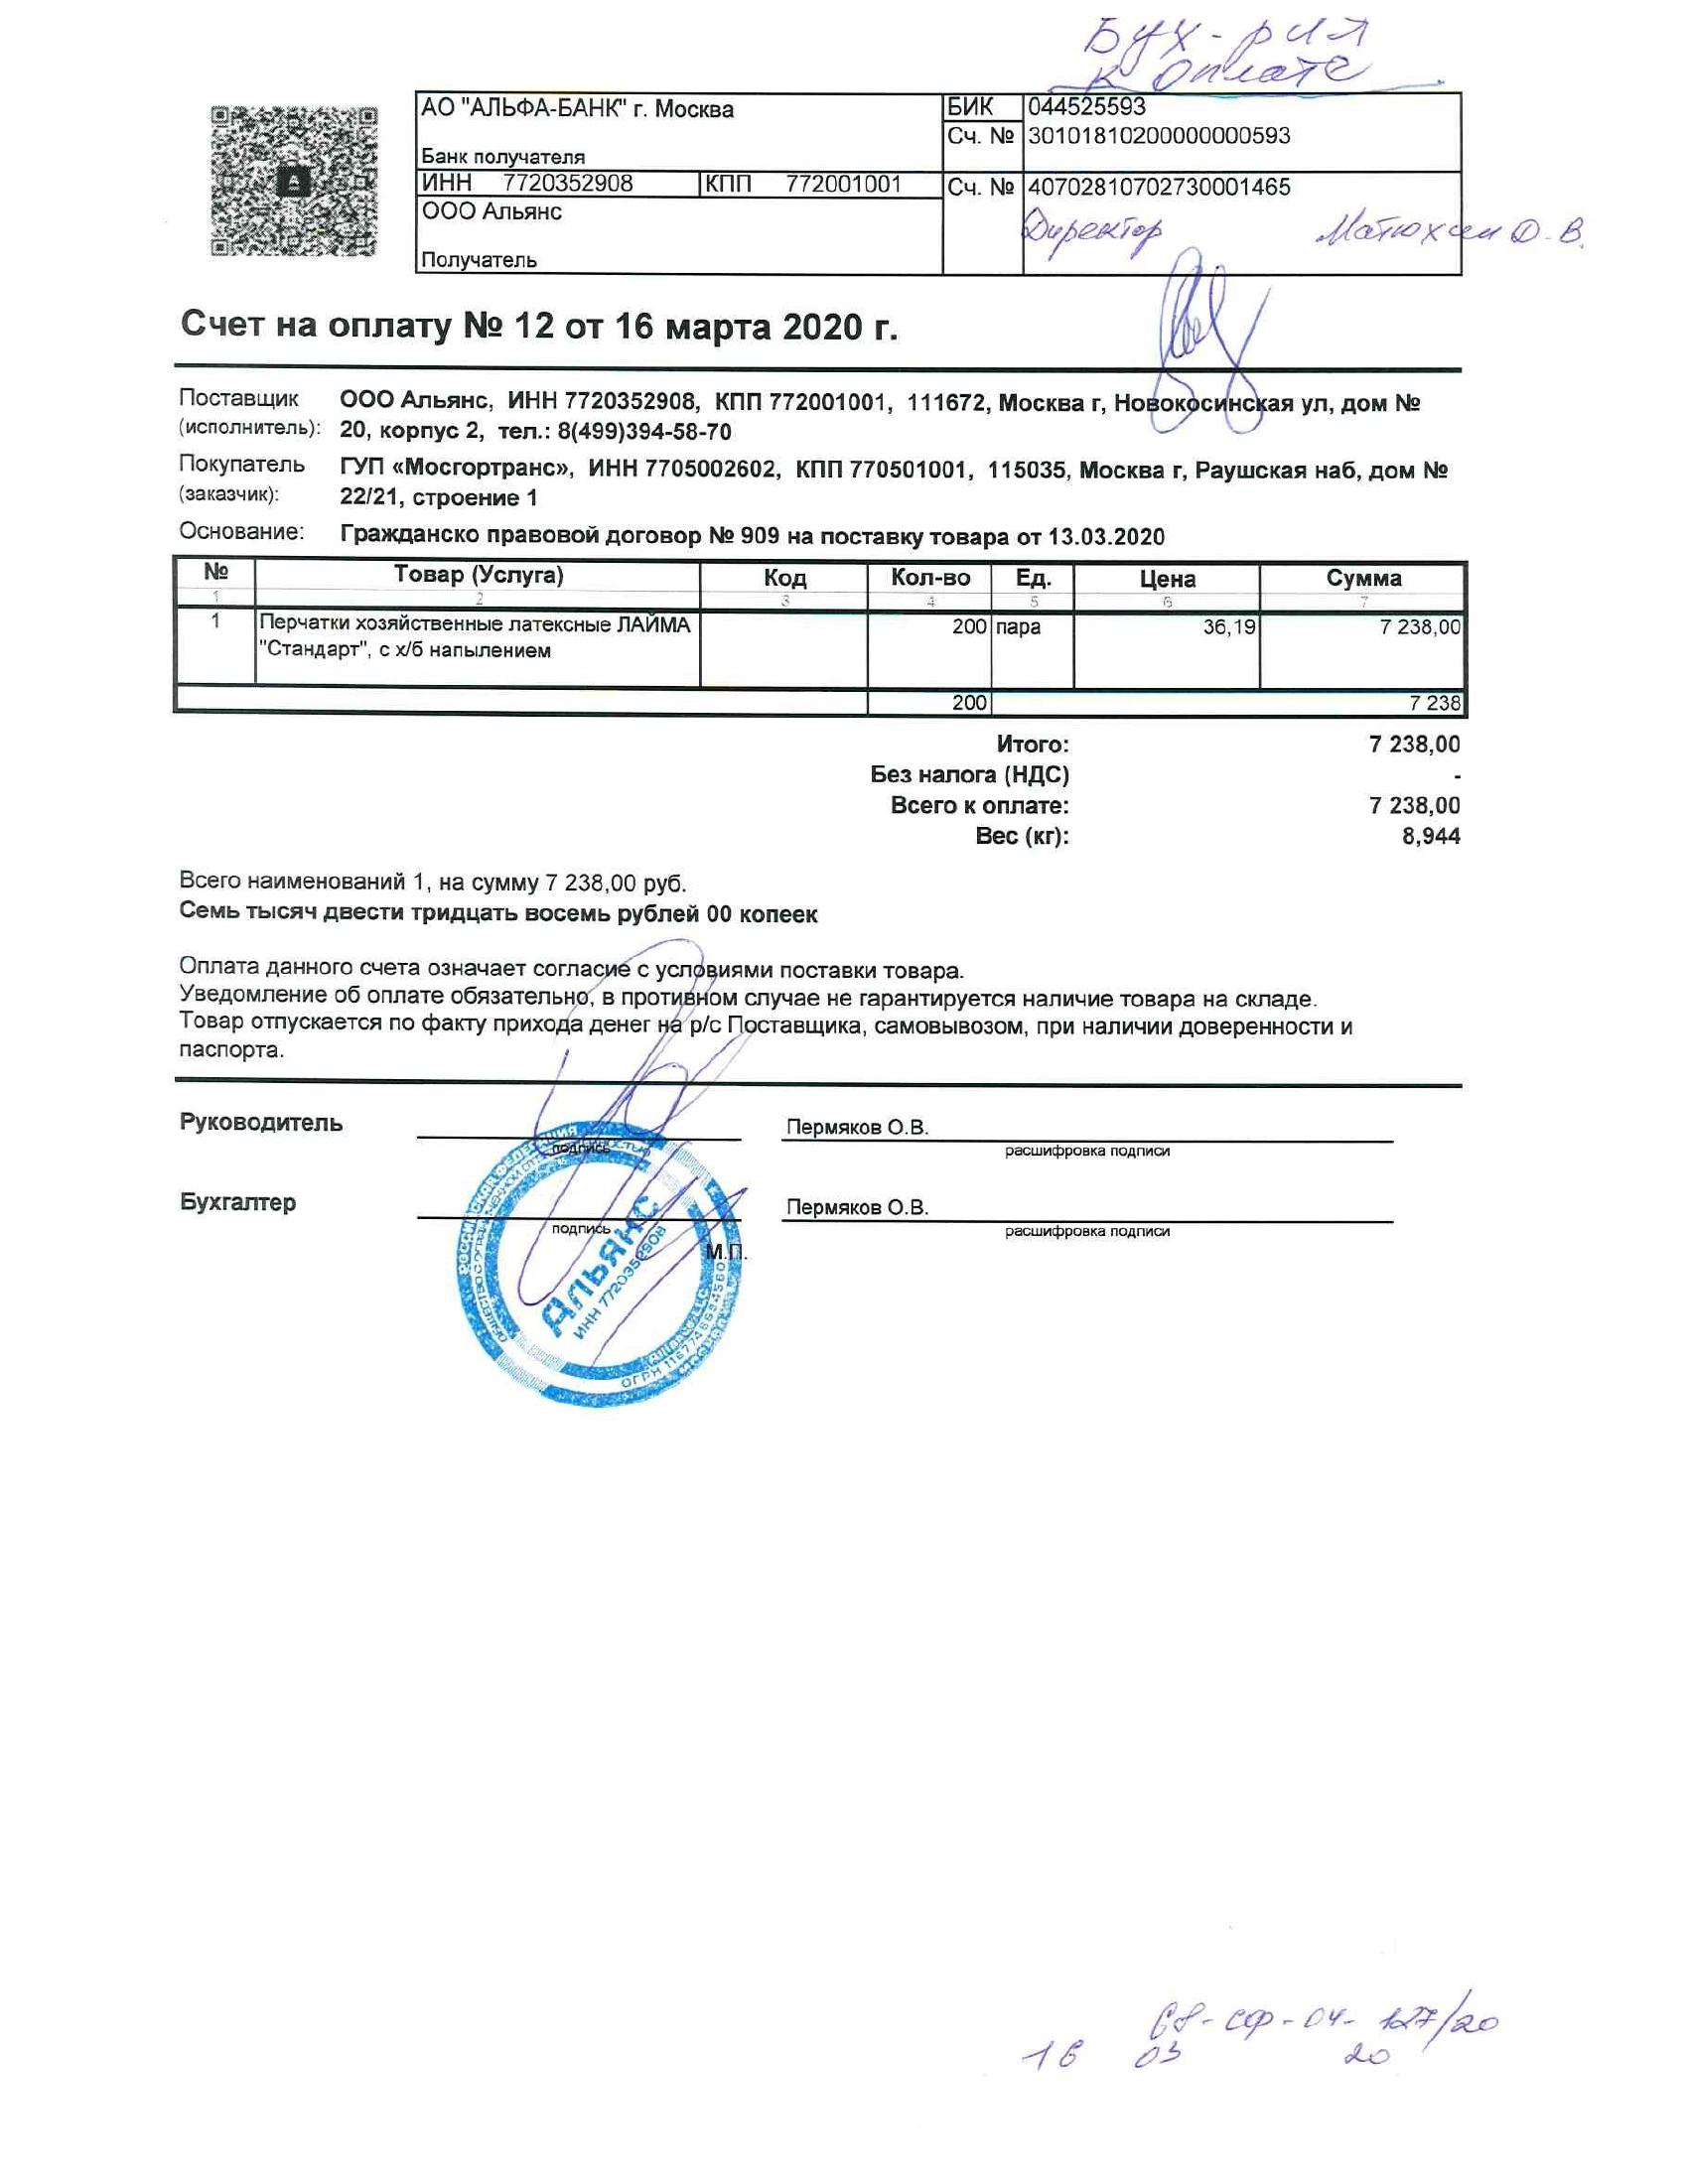 Бух-рия
к оплате
АО "АЛЬФА-БАНК" г. Москва
Банк получателя
БИК 044525593
Сч. № 30101810200000000593
ИНН 7720352908 КПП 772001001
Сч. № 40702810702730001465
ООО Альянс
Получатель
Директор Матюхин О.В.
Счет на оплату № 12 от 16 марта 2020 г.
Поставщик (исполнитель): ООО Альянс, ИНН 7720352908, КПП 772001001, 111672, Москва г, Новокосинская ул, дом №
20, корпус 2, тел.: 8(499)394-58-70
Покупатель (заказчик): ГУП «Мосгортранс», ИНН 7705002602, КПП 770501001, 115035, Москва г, Раушская наб, дом №
22/21, строение 1
Основание: Гражданско правовой договор № 909 на поставку товара от 13.03.2020
№ Товар (Услуга) Код Кол-во Ед. Цена Сумма
1 2 3 4 5 6 7
1 Перчатки хозяйственные латексные ЛАЙМА 200 пара 36,19 7 238,00
"Стандарт", с х/б напылением
200 7 238
Итого: 7 238,00
Без налога (НДС) -
Всего к оплате: 7 238,00
Вес (кг): 8,944
Всего наименований 1, на сумму 7 238,00 руб.
Семь тысяч двести тридцать восемь рублей 00 копеек
Оплата данного счета означает согласие с условиями поставки товара.
Уведомление об оплате обязательно, в противном случае не гарантируется наличие товара на складе.
Товар отпускается по факту прихода денег на р/с Поставщика, самовывозом, при наличии доверенности и
паспорта.
Руководитель Пермяков О.В.
подпись расшифровка подписи
Бухгалтер Пермяков О.В.
подпись расшифровка подписи
М.П.
РОССИЙСКАЯ ФЕДЕРАЦИЯ
Альянс
ИНН 7720352908
-СФ-04-127/20
16 03 20